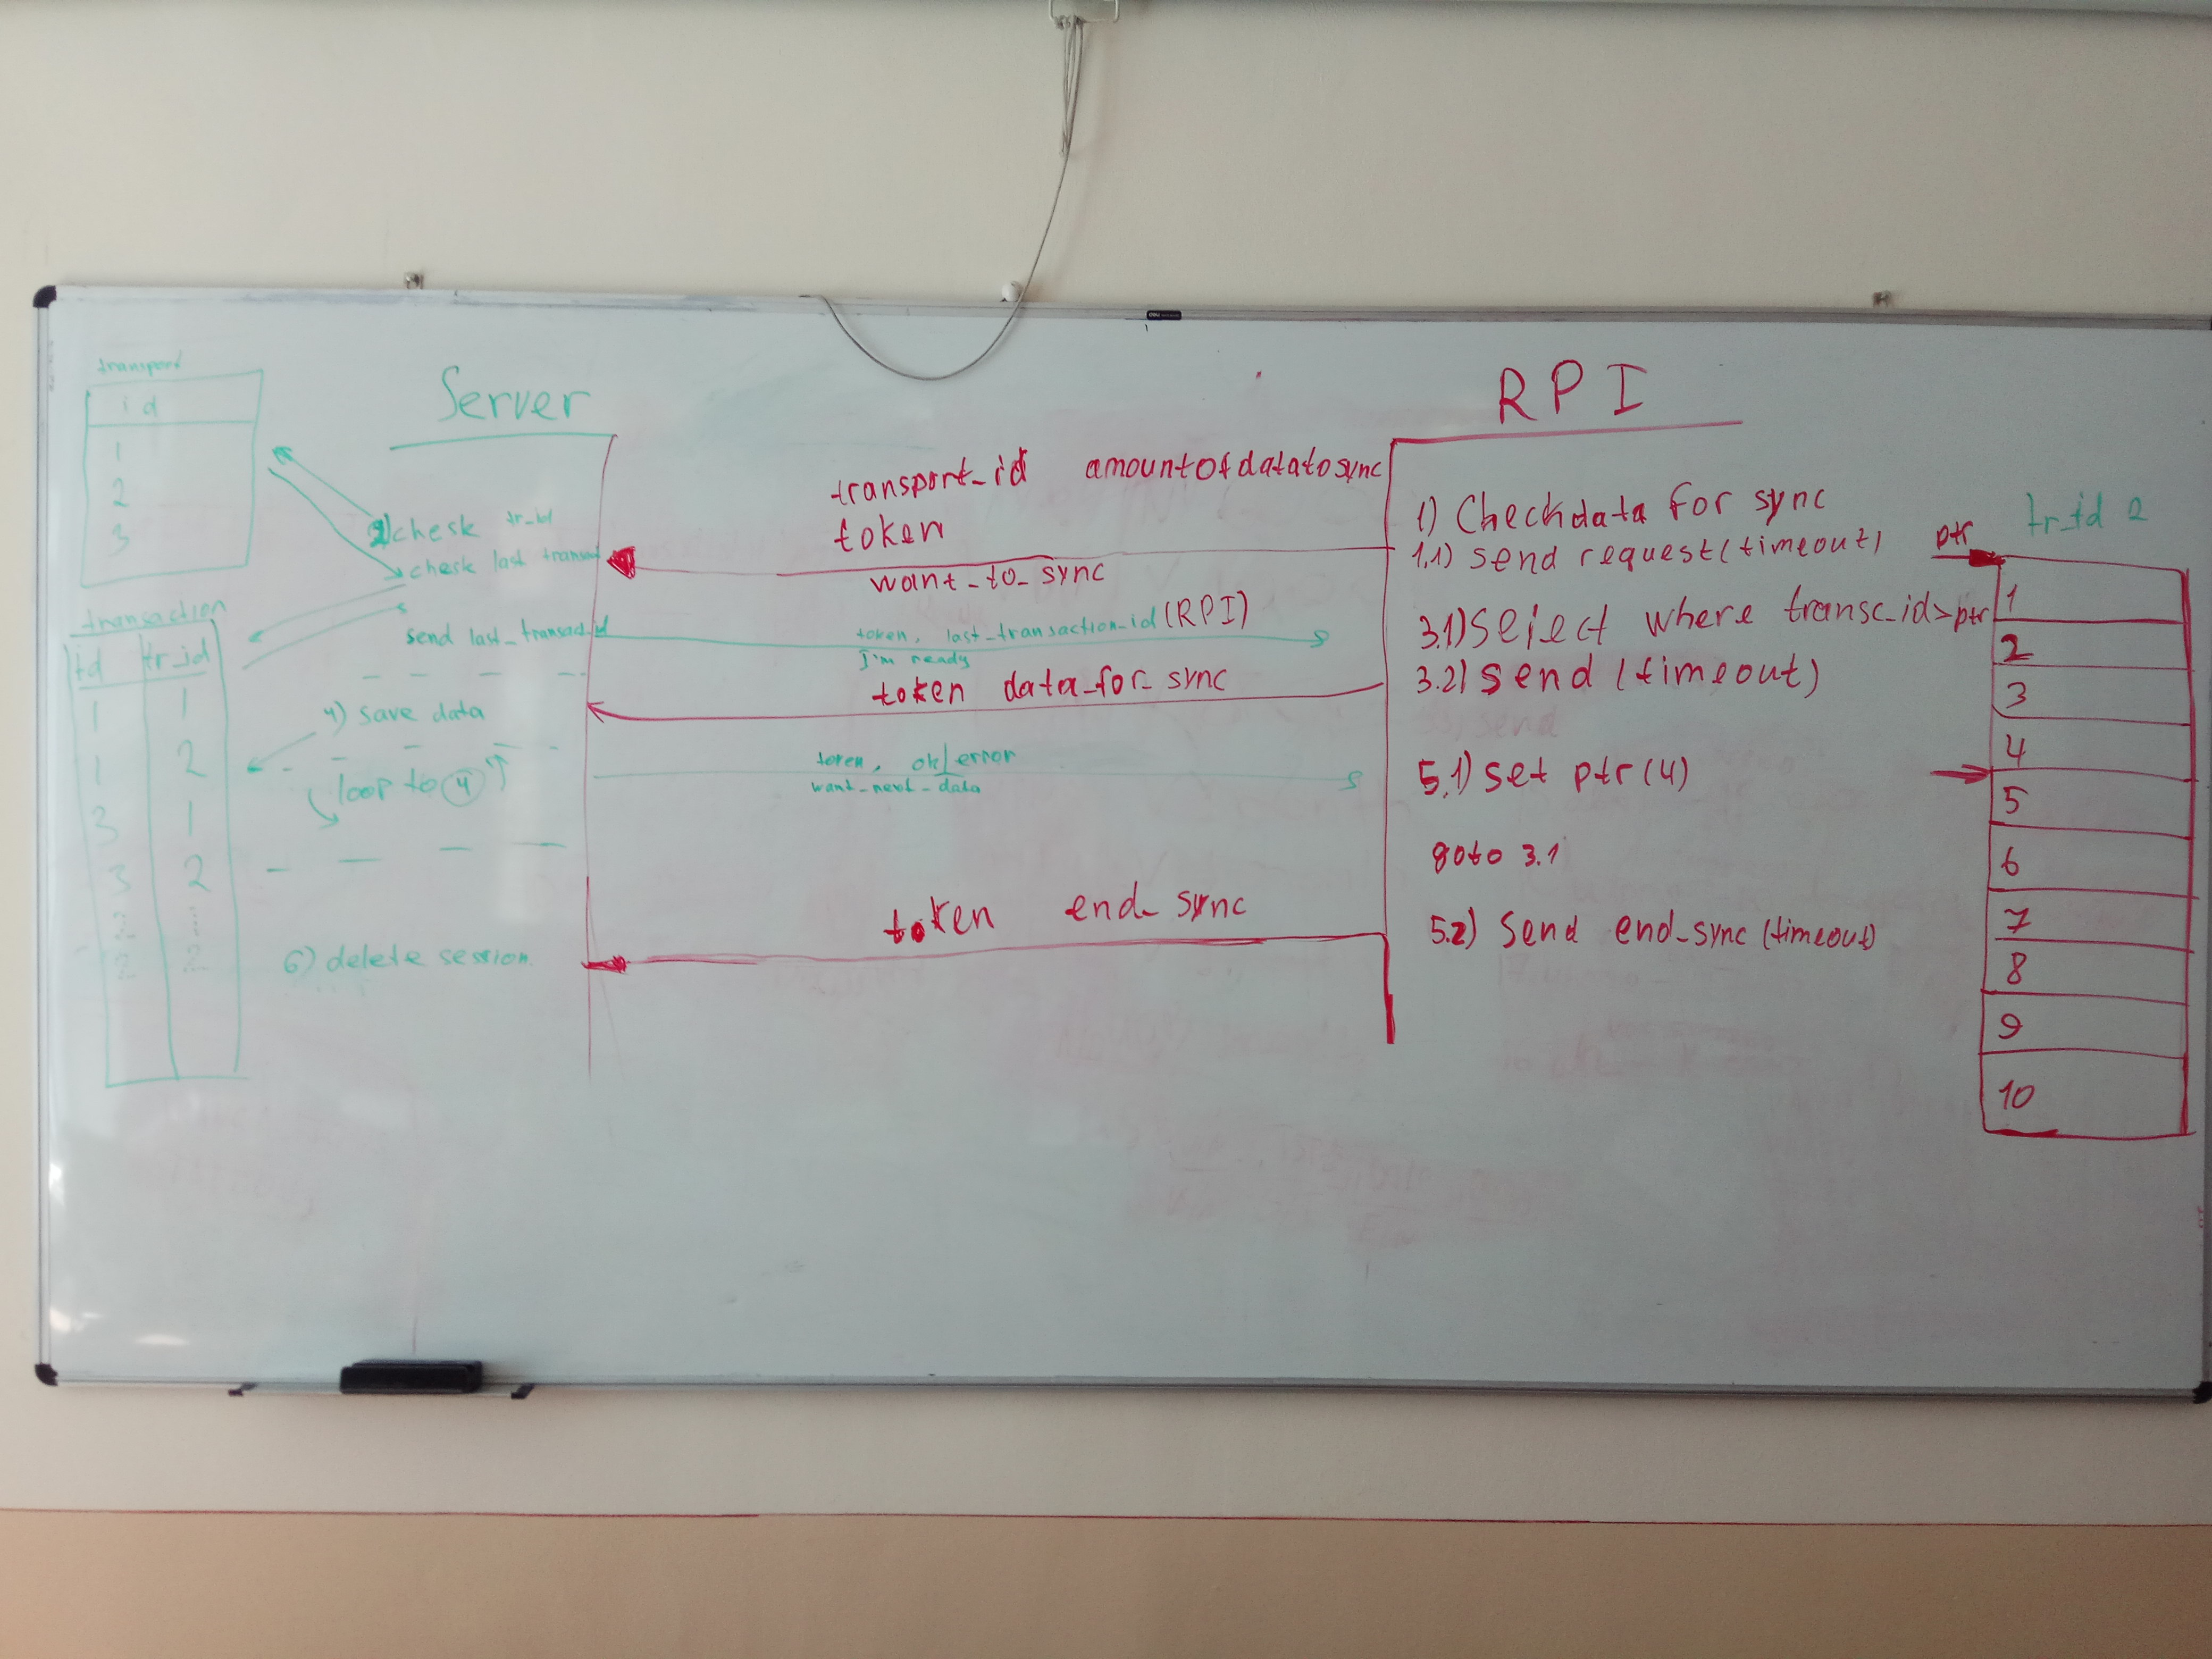 transport
id
1
2
3
Server
2) chesk tr_id
check last transact
send last_transact_id
transaction
id tr_id
1 1
1 2
3 1
3 2
4) save data
loop to 4
6) delete session.
transport_id amountofdatatosync
token
want_to_sync
token, last_transaction_id (RPI)
I'm ready
token data_for_sync
token, ok/error
want_next_data
token end_sync
RPI
1) Checkdata for sync
1.1) send request(timeout)
3.1) Select where transc_id>ptr
3.2) send (timeout)
5.1) set ptr (4)
goto 3.1
5.2) Send end_sync (timeout)
ptr
tr_id 2
1
2
3
4
5
6
7
8
9
10